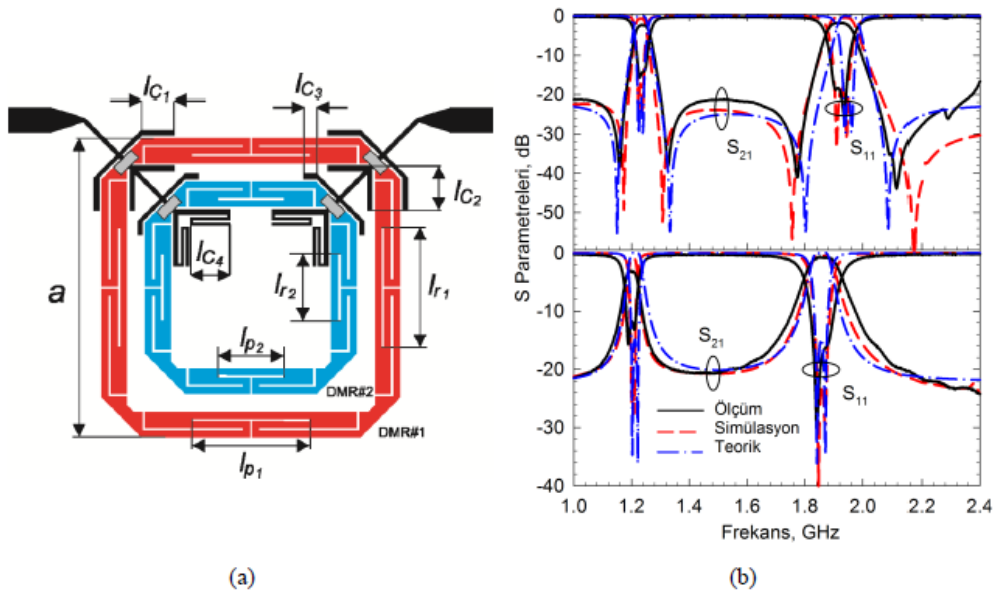 (a)
lÇ1
lC3
lC2
lC4
lr2
lr1
a
lp2
DMR#2
DMR#1
lp1
(b)
S Parametreleri, dB
0
-10
-20
-30
-40
-50
S21
S11
0
-10
-20
-30
-40
S21
S11
Ölçüm
Simülasyon
Teorik
1.0
1.2
1.4
1.6
1.8
2.0
2.2
2.4
Frekans, GHz
(a)
(b)